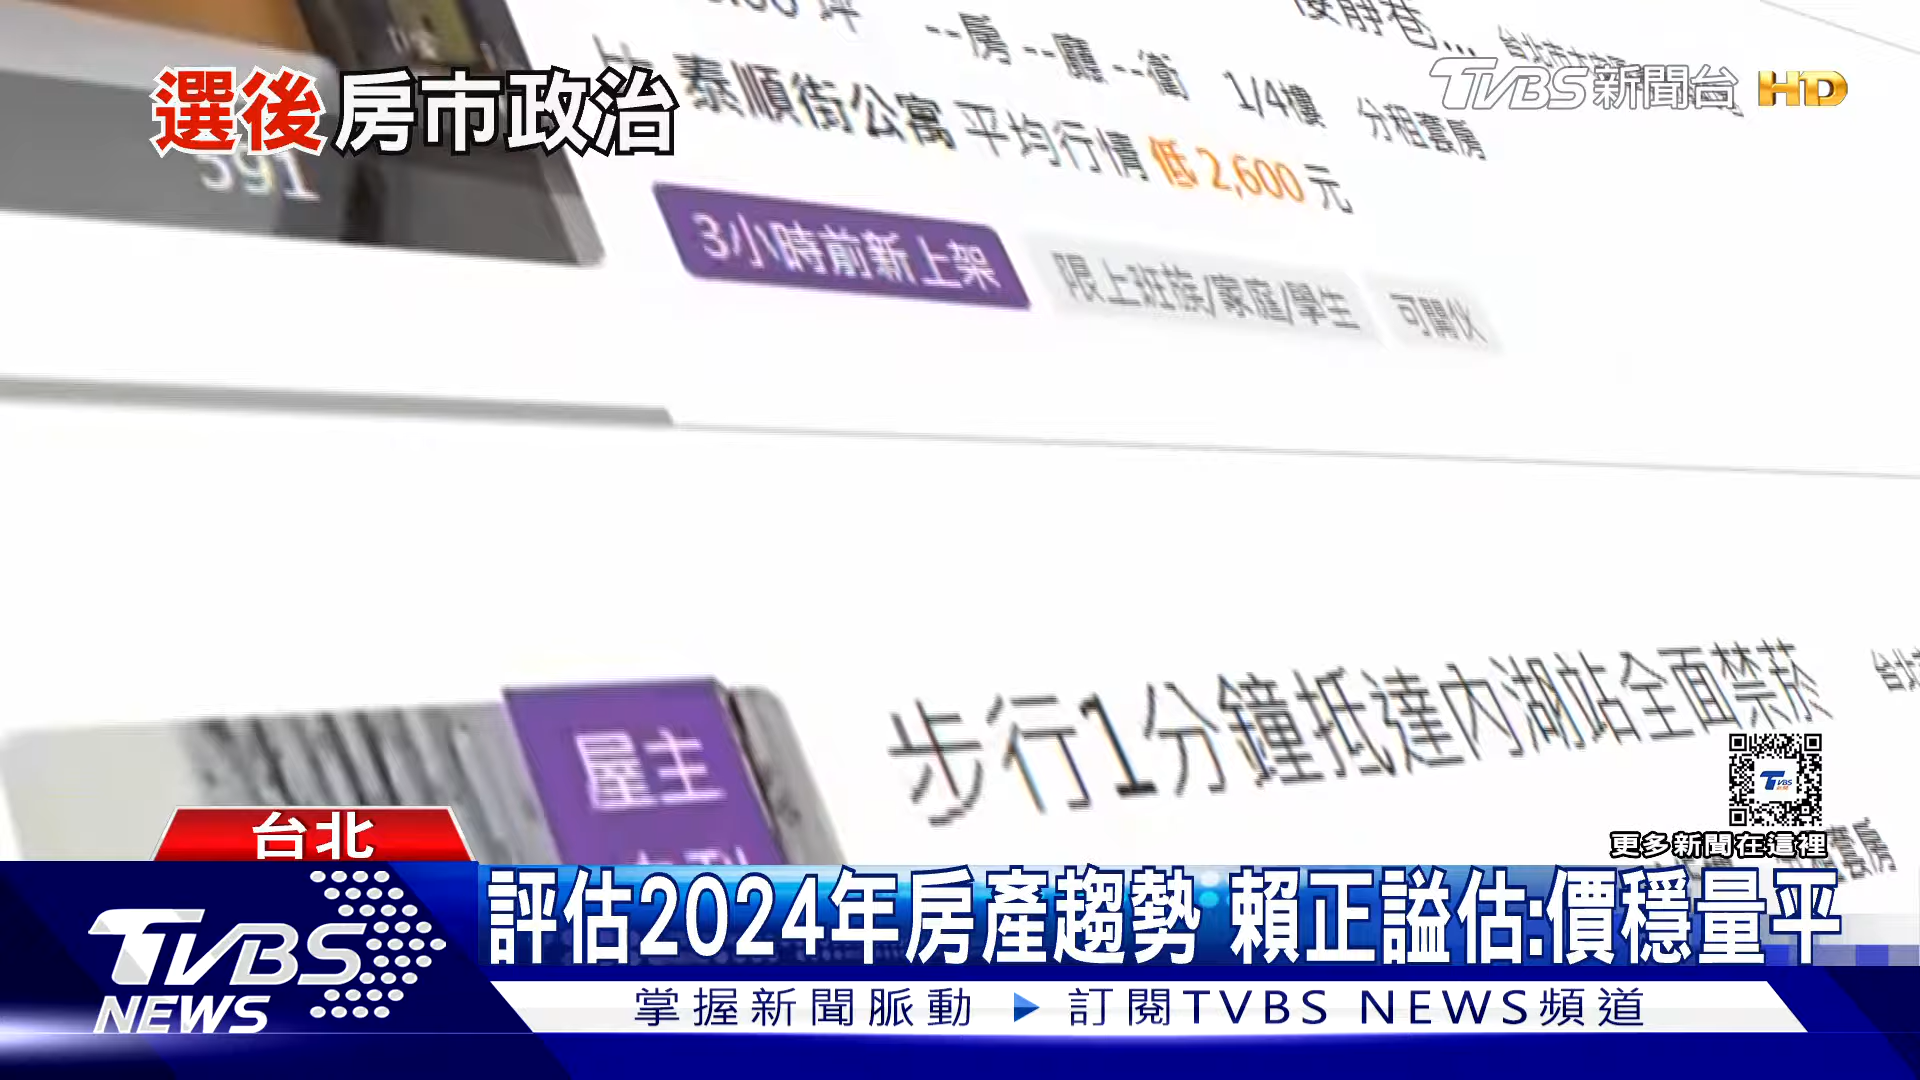 坪 --房--廳--衛 1/4樓 分租套房
選後房市政治
TVBS新聞台 HD
泰順街公寓 平均行情 低2,600元
591
3小時前新上架 限上班族/家庭/學生 可開伙
步行1分鐘抵達內湖站全面禁菸
屋主
更多新聞在這裡
台北
評估2024年房產趨勢 賴正謚估:價穩量平
TVBS NEWS
掌握新聞脈動 ▶ 訂閱TVBS NEWS頻道